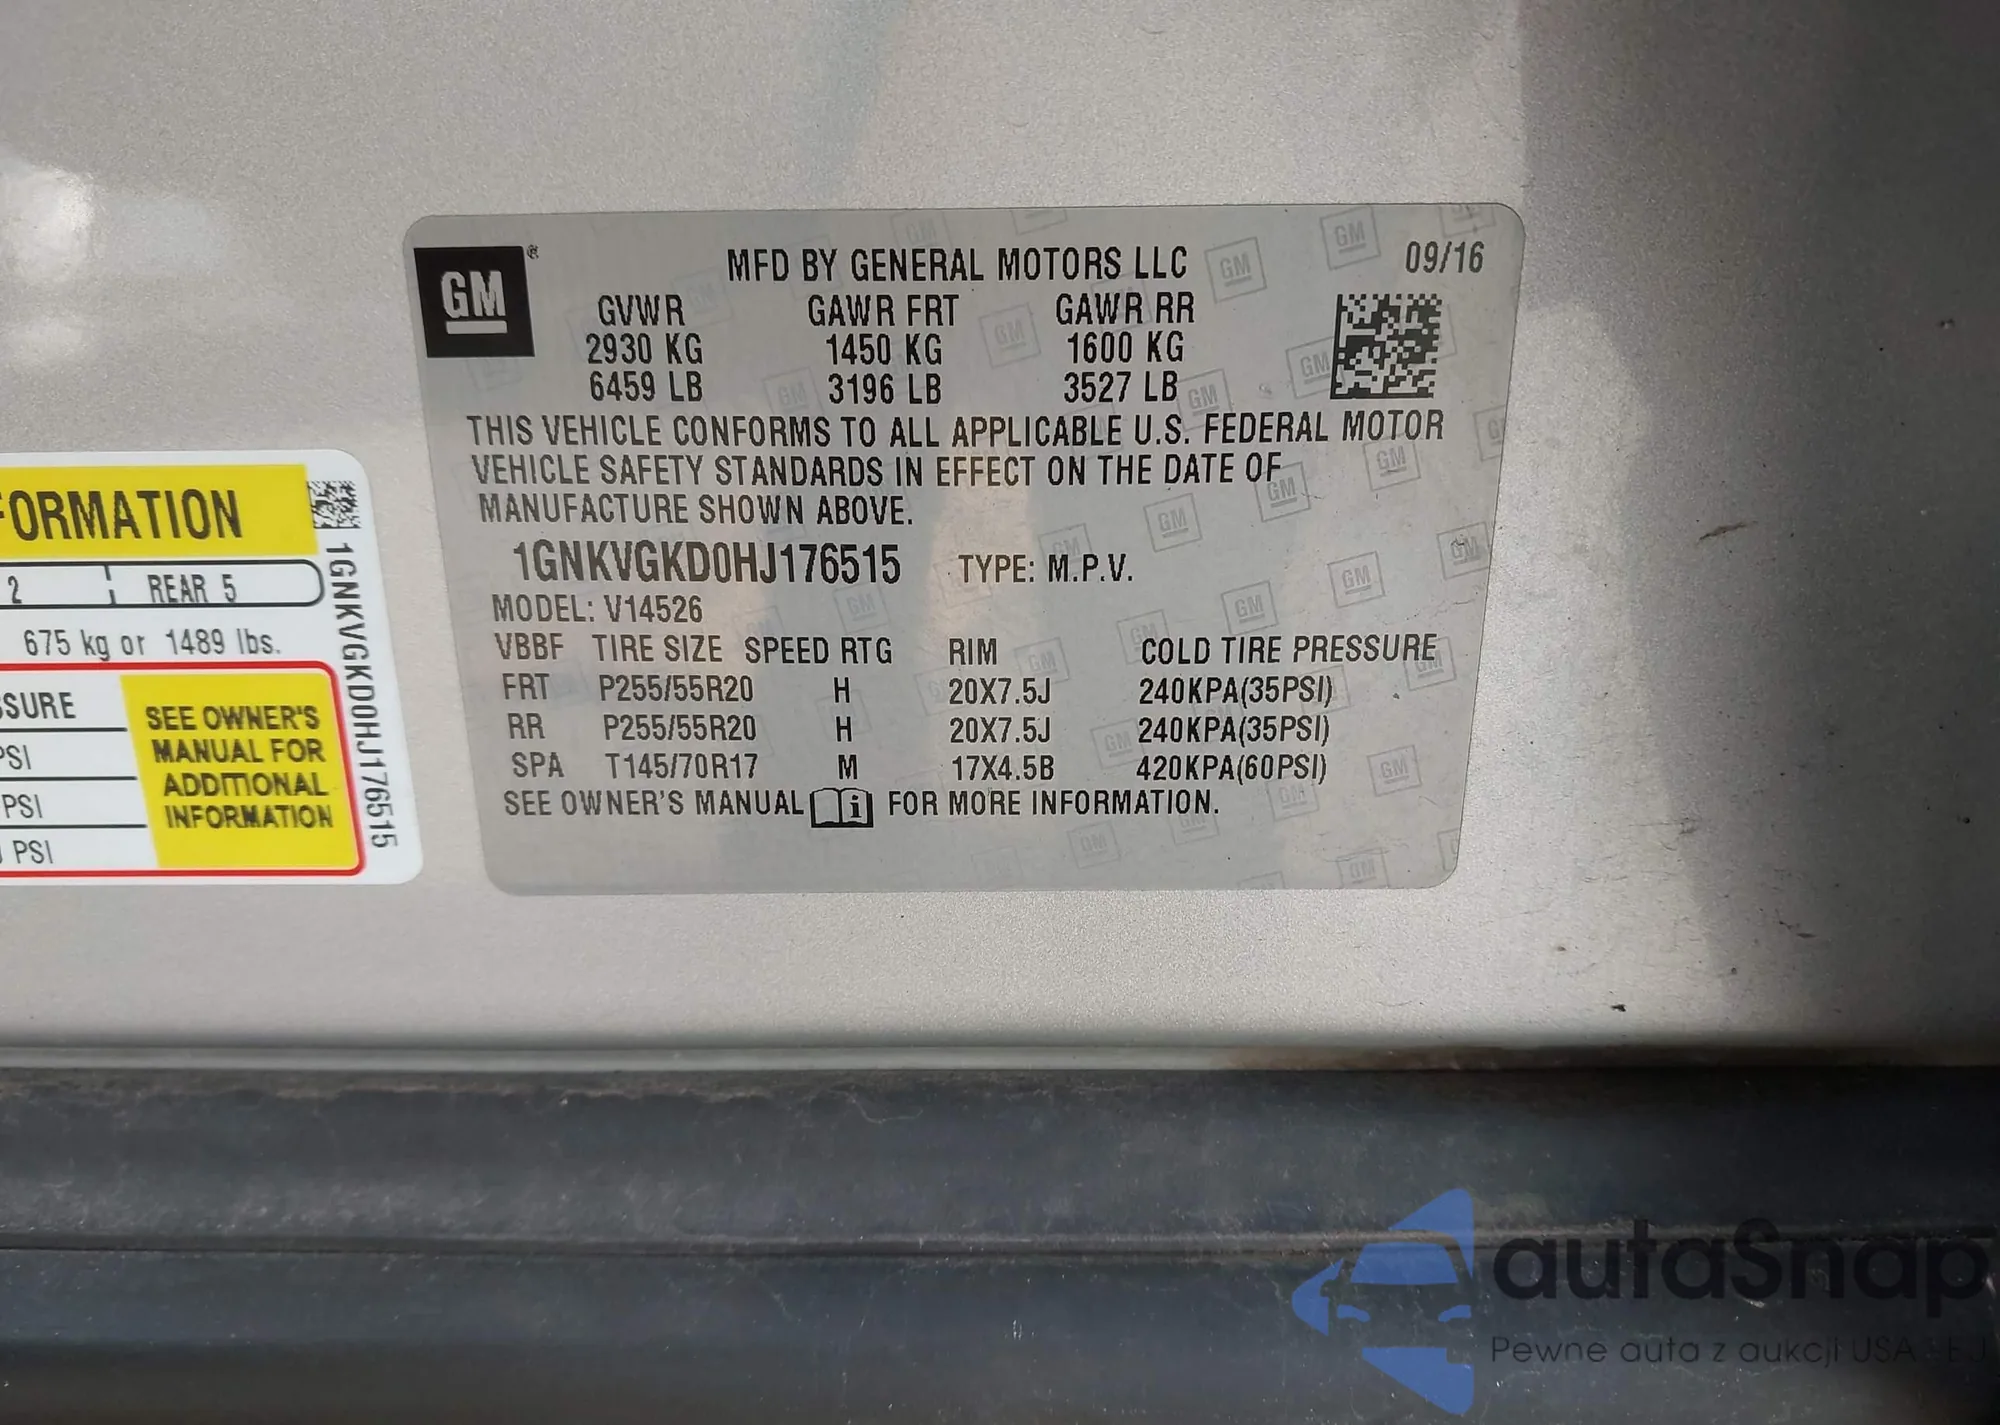 GM
®
MFD BY GENERAL MOTORS LLC
09/16
GVWR GAWR FRT GAWR RR
2930 KG 1450 KG 1600 KG
6459 LB 3196 LB 3527 LB
THIS VEHICLE CONFORMS TO ALL APPLICABLE U.S. FEDERAL MOTOR
VEHICLE SAFETY STANDARDS IN EFFECT ON THE DATE OF
MANUFACTURE SHOWN ABOVE.
1GNKVGKD0HJ176515 TYPE: M.P.V.
MODEL: V14526
VBBF TIRE SIZE SPEED RTG RIM COLD TIRE PRESSURE
FRT P255/55R20 H 20X7.5J 240KPA(35PSI)
RR P255/55R20 H 20X7.5J 240KPA(35PSI)
SPA T145/70R17 M 17X4.5B 420KPA(60PSI)
SEE OWNER'S MANUAL i FOR MORE INFORMATION.
FORMATION
2 REAR 5
675 kg or 1489 lbs.
SSURE
PSI
PSI
PSI
SEE OWNER'S
MANUAL FOR
ADDITIONAL
INFORMATION
1GNKVGKD0HJ176515
autaSnap
Pewne auta z aukcji USA i EU